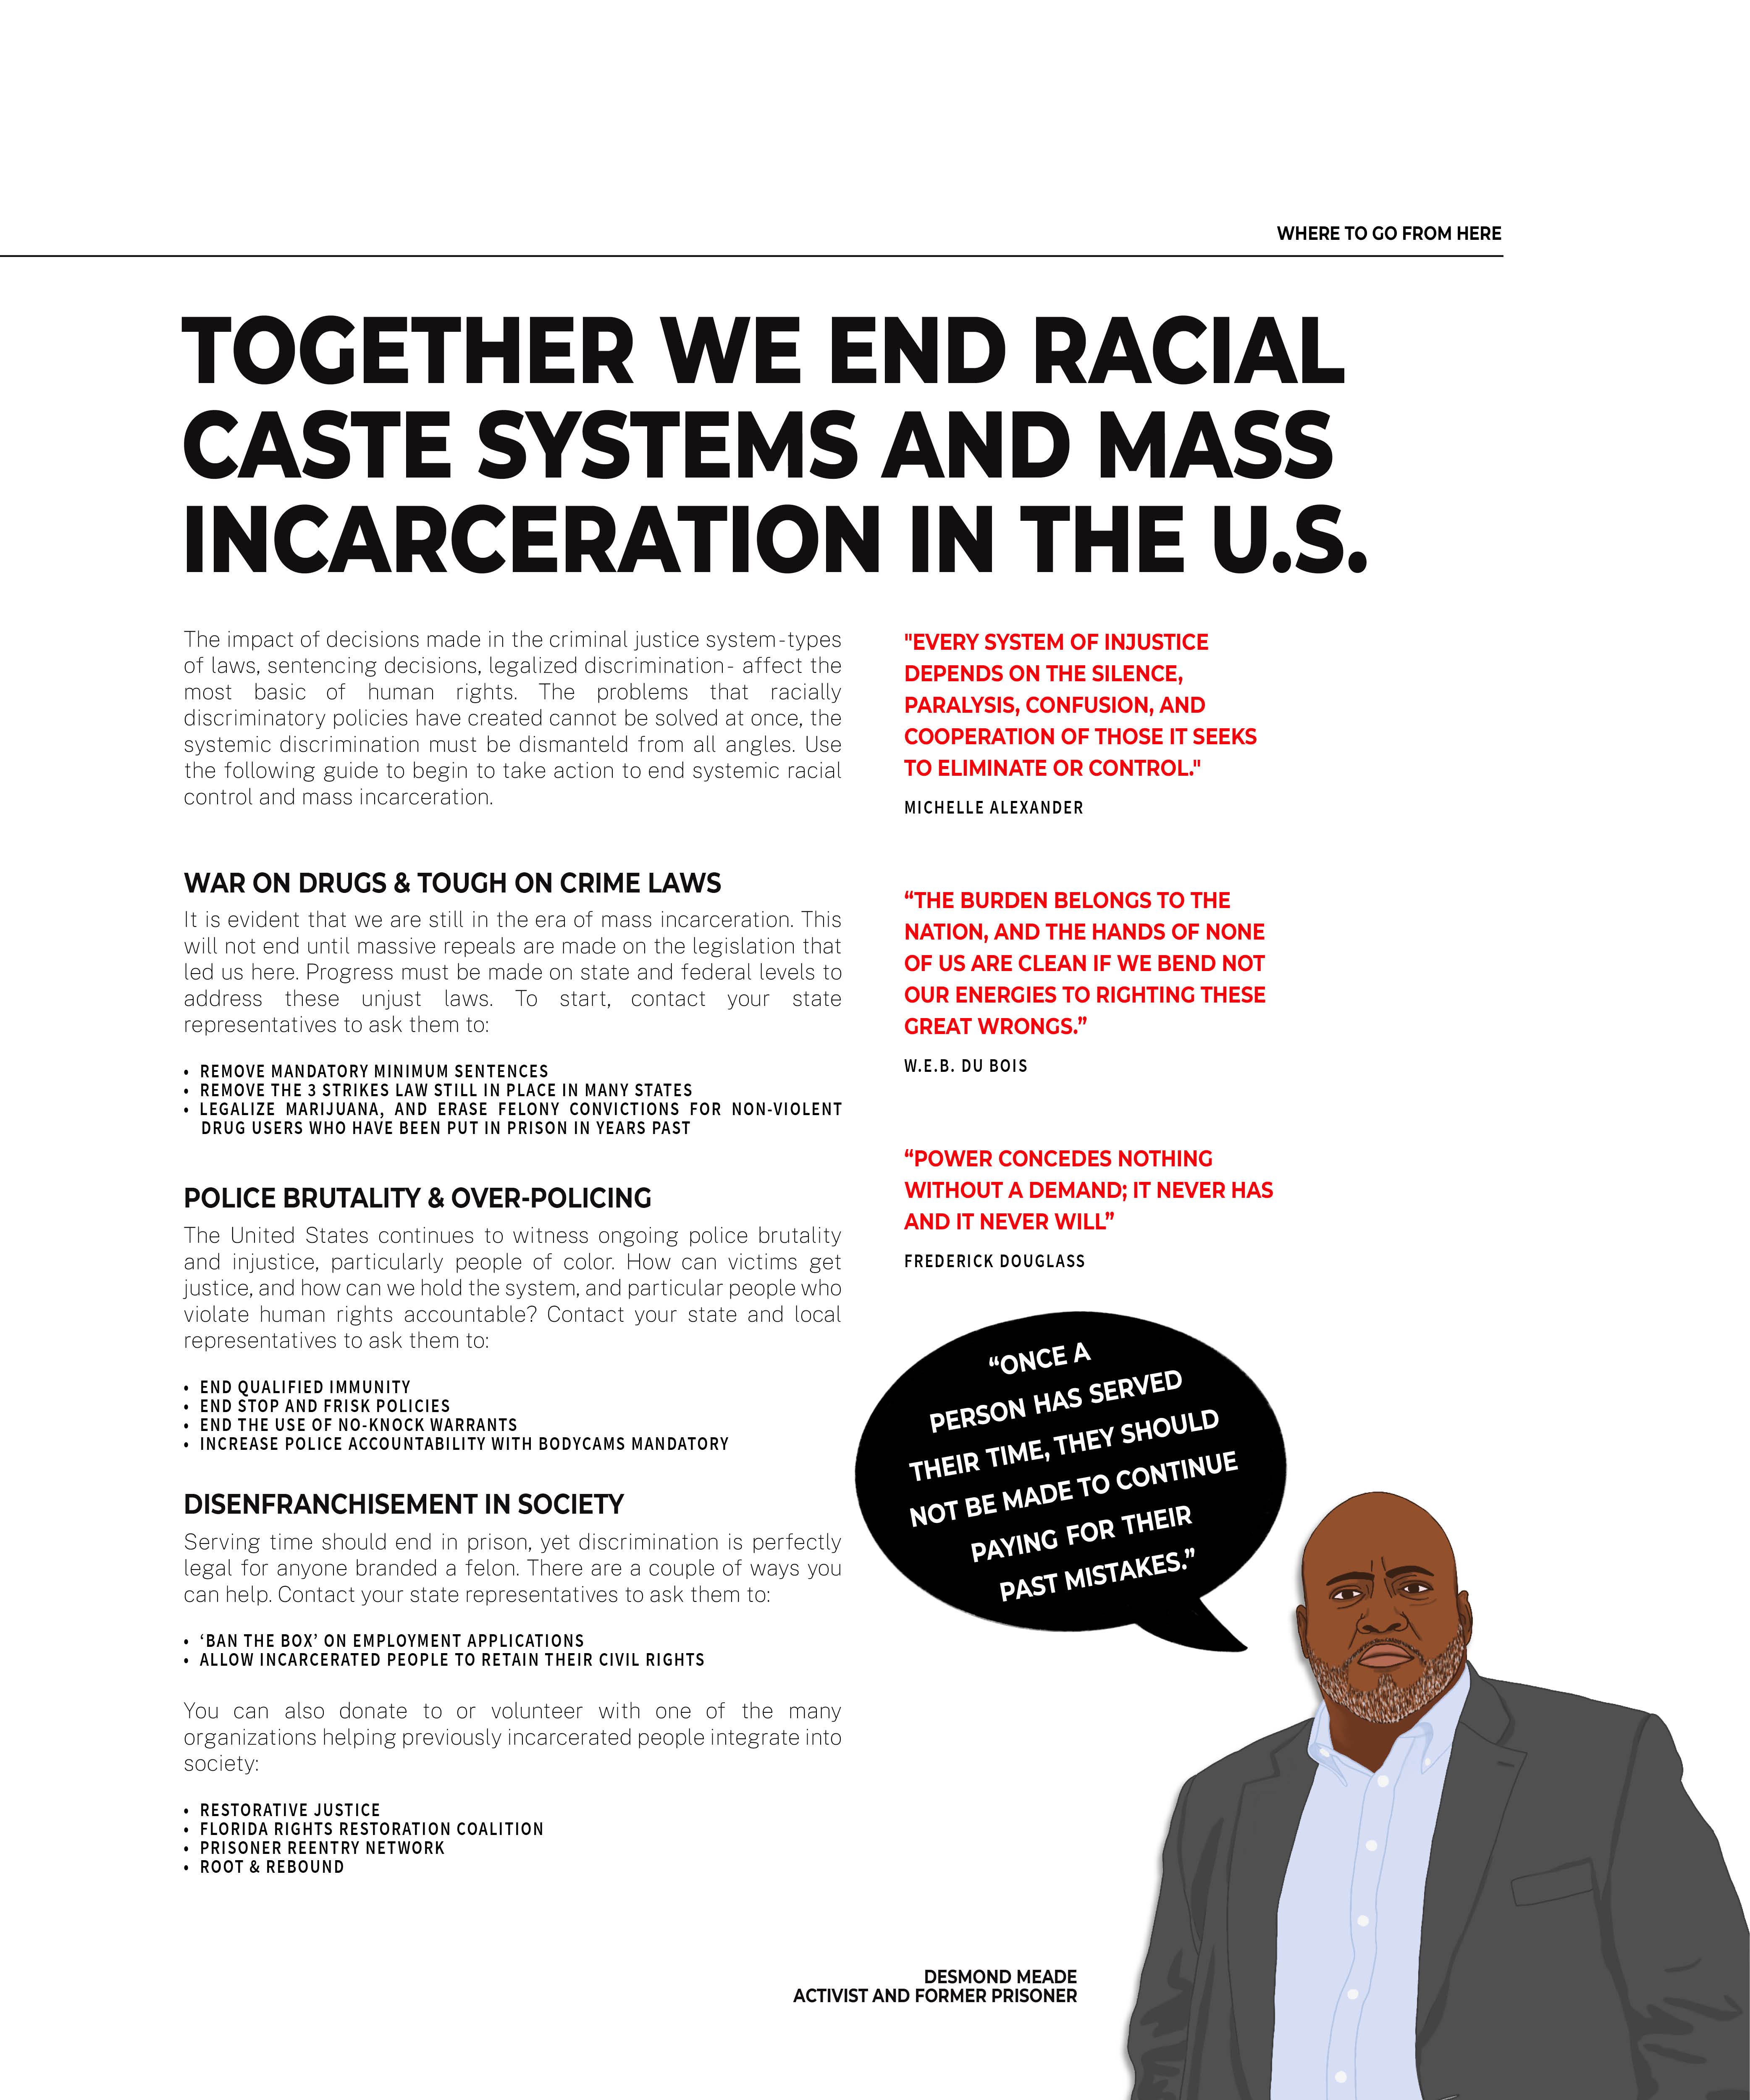 WHERE TO GO FROM HERE
TOGETHER WE END RACIAL
CASTE SYSTEMS AND MASS
INCARCERATION IN THE U.S.
The impact of decisions made in the criminal justice system-types
of laws, sentencing decisions, legalized discrimination- affect the
most basic of human rights. The problems that racially
discriminatory policies have created cannot be solved at once, the
systemic discrimination must be dismanteld from all angles. Use
the following guide to begin to take action to end systemic racial
control and mass incarceration.
WAR ON DRUGS & TOUGH ON CRIME LAWS
It is evident that we are still in the era of mass incarceration. This
will not end until massive repeals are made on the legislation that
led us here. Progress must be made on state and federal levels to
address these unjust laws. To start, contact your state
representatives to ask them to:
• REMOVE MANDATORY MINIMUM SENTENCES
• REMOVE THE 3 STRIKES LAW STILL IN PLACE IN MANY STATES
• LEGALIZE MARIJUANA, AND ERASE FELONY CONVICTIONS FOR NON-VIOLENT
DRUG USERS WHO HAVE BEEN PUT IN PRISON IN YEARS PAST
POLICE BRUTALITY & OVER-POLICING
The United States continues to witness ongoing police brutality
and injustice, particularly people of color. How can victims get
justice, and how can we hold the system, and particular people who
violate human rights accountable? Contact your state and local
representatives to ask them to:
• END QUALIFIED IMMUNITY
• END STOP AND FRISK POLICIES
• END THE USE OF NO-KNOCK WARRANTS
• INCREASE POLICE ACCOUNTABILITY WITH BODYCAMS MANDATORY
DISENFRANCHISEMENT IN SOCIETY
Serving time should end in prison, yet discrimination is perfectly
legal for anyone branded a felon. There are a couple of ways you
can help. Contact your state representatives to ask them to:
• ‘BAN THE BOX’ ON EMPLOYMENT APPLICATIONS
• ALLOW INCARCERATED PEOPLE TO RETAIN THEIR CIVIL RIGHTS
You can also donate to or volunteer with one of the many
organizations helping previously incarcerated people integrate into
society:
• RESTORATIVE JUSTICE
• FLORIDA RIGHTS RESTORATION COALITION
• PRISONER REENTRY NETWORK
• ROOT & REBOUND
"EVERY SYSTEM OF INJUSTICE
DEPENDS ON THE SILENCE,
PARALYSIS, CONFUSION, AND
COOPERATION OF THOSE IT SEEKS
TO ELIMINATE OR CONTROL."
MICHELLE ALEXANDER
“THE BURDEN BELONGS TO THE
NATION, AND THE HANDS OF NONE
OF US ARE CLEAN IF WE BEND NOT
OUR ENERGIES TO RIGHTING THESE
GREAT WRONGS.”
W.E.B. DU BOIS
“POWER CONCEDES NOTHING
WITHOUT A DEMAND; IT NEVER HAS
AND IT NEVER WILL”
FREDERICK DOUGLASS
“ONCE A
PERSON HAS SERVED
THEIR TIME, THEY SHOULD
NOT BE MADE TO CONTINUE
PAYING FOR THEIR
PAST MISTAKES.”
DESMOND MEADE
ACTIVIST AND FORMER PRISONER